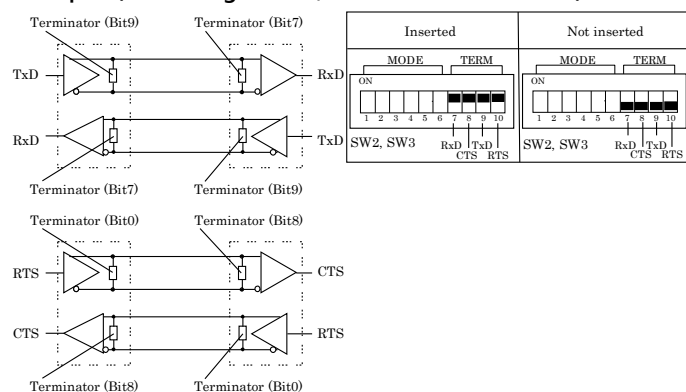 Terminator (Bit9)
Terminator (Bit7)
TxD
RxD
RxD
TxD
Terminator (Bit7)
Terminator (Bit9)
Terminator (Bit0)
Terminator (Bit8)
RTS
CTS
CTS
RTS
Terminator (Bit8)
Terminator (Bit0)
Inserted
Not inserted
MODE TERM
ON
1 2 3 4 5 6 7 8 9 10
SW2, SW3
RxD TxD
CTS RTS
MODE TERM
ON
1 2 3 4 5 6 7 8 9 10
SW2, SW3
RxD TxD
CTS RTS